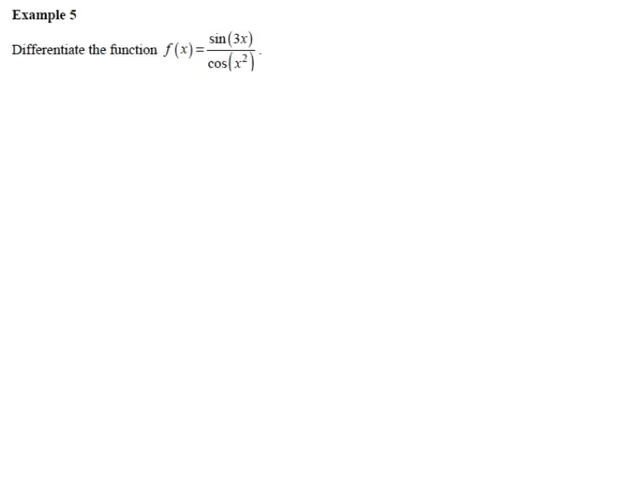 Example 5
Differentiate the function f(x)=sin(3x)/cos(x²).